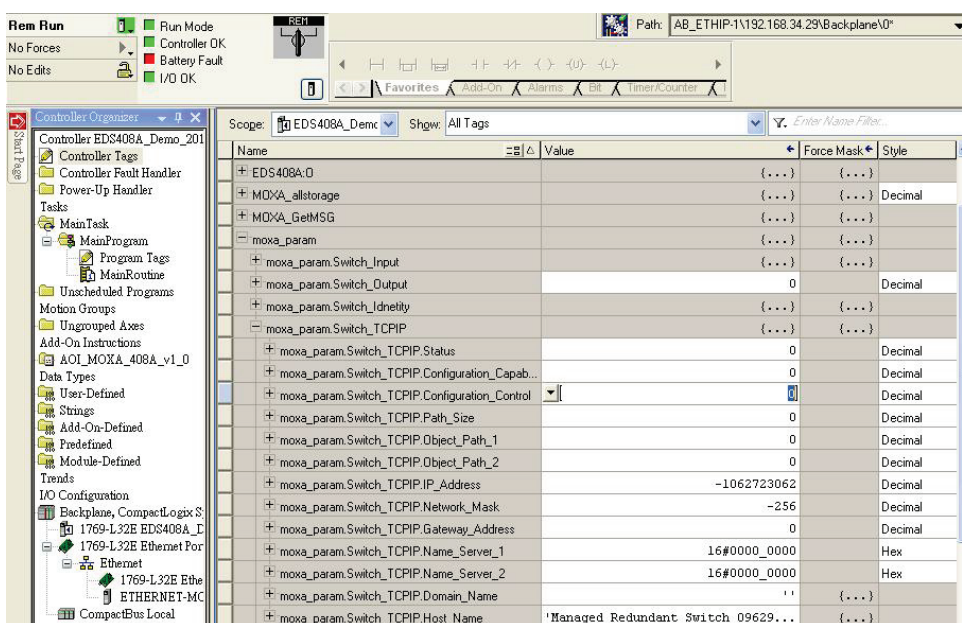 Rem Run
Run Mode
REM
Path: AB_ETHIP-1\192.168.34.29\Backplane\0*
No Forces
Controller OK
Battery Fault
No Edits
I/O OK
Favorites Add-On Alarms Bit Timer/Counter
Start Page
Controller Organizer
Controller EDS408A_Demo_201
Controller Tags
Controller Fault Handler
Power-Up Handler
Tasks
MainTask
MainProgram
Program Tags
MainRoutine
Unscheduled Programs
Motion Groups
Ungrouped Axes
Add-On Instructions
AOI_MOXA_408A_v1_0
Data Types
User-Defined
Strings
Add-On-Defined
Predefined
Module-Defined
Trends
I/O Configuration
Backplane, CompactLogix S
1769-L32E EDS408A_D
1769-L32E Ethernet Por
Ethernet
1769-L32E Ethe
ETHERNET-MC
CompactBus Local
Scope: EDS408A_Demc Show: All Tags Enter Name Filter...
Name Value Force Mask Style
EDS408A:O {...} {...}
MOXA_allstorage {...} {...} Decimal
MOXA_GetMSG {...} {...}
moxa_param {...} {...}
moxa_param.Switch_Input {...} {...}
moxa_param.Switch_Output 0 Decimal
moxa_param.Switch_Idnetity {...} {...}
moxa_param.Switch_TCPIP {...} {...}
moxa_param.Switch_TCPIP.Status 0 Decimal
moxa_param.Switch_TCPIP.Configuration_Capab... 0 Decimal
moxa_param.Switch_TCPIP.Configuration_Control 0 Decimal
moxa_param.Switch_TCPIP.Path_Size 0 Decimal
moxa_param.Switch_TCPIP.Object_Path_1 0 Decimal
moxa_param.Switch_TCPIP.Object_Path_2 0 Decimal
moxa_param.Switch_TCPIP.IP_Address -1062723062 Decimal
moxa_param.Switch_TCPIP.Network_Mask -256 Decimal
moxa_param.Switch_TCPIP.Gateway_Address 0 Decimal
moxa_param.Switch_TCPIP.Name_Server_1 16#0000_0000 Hex
moxa_param.Switch_TCPIP.Name_Server_2 16#0000_0000 Hex
moxa_param.Switch_TCPIP.Domain_Name '' {...}
moxa_param.Switch_TCPIP.Host_Name 'Managed Redundant Switch 09629... {...}